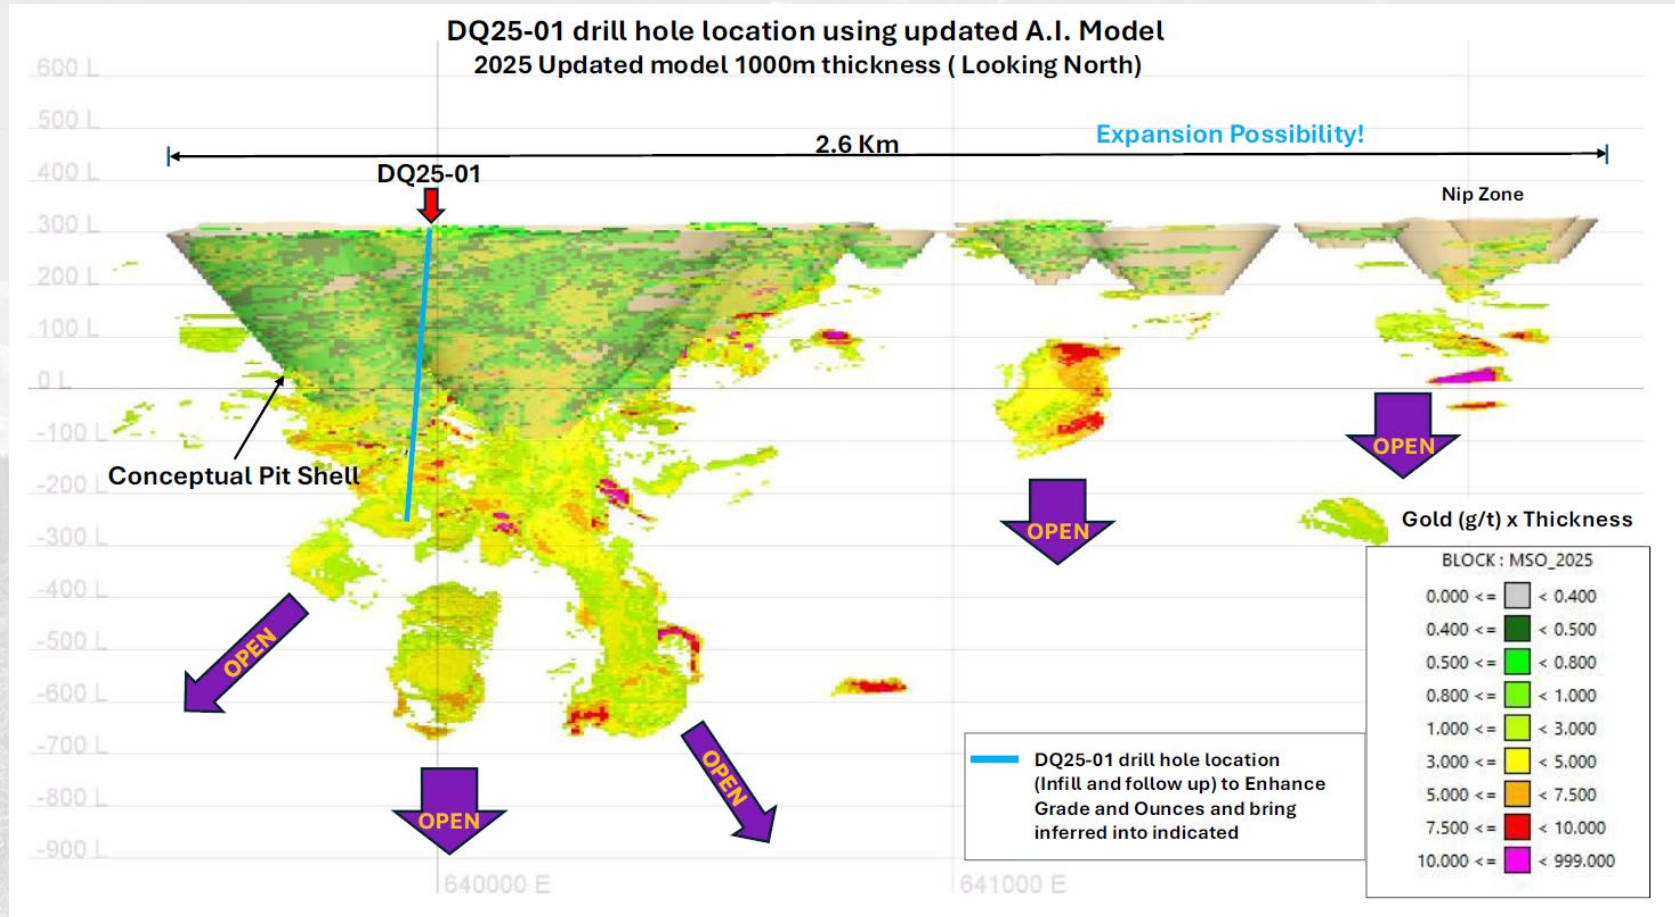 DQ25-01 drill hole location using updated A.I. Model
2025 Updated model 1000m thickness ( Looking North)
600 L
500 L
400 L
300 L
200 L
100 L
0 L
-100 L
-200 L
-300 L
-400 L
-500 L
-600 L
-700 L
-800 L
-900 L
2.6 Km
Expansion Possibility!
DQ25-01
Nip Zone
Conceptual Pit Shell
OPEN
OPEN
OPEN
OPEN
OPEN
Gold (g/t) x Thickness
BLOCK : MSO_2025
0.000 <= < 0.400
0.400 <= < 0.500
0.500 <= < 0.800
0.800 <= < 1.000
1.000 <= < 3.000
3.000 <= < 5.000
5.000 <= < 7.500
7.500 <= < 10.000
10.000 <= < 999.000
DQ25-01 drill hole location
(Infill and follow up) to Enhance
Grade and Ounces and bring
inferred into indicated
640000 E
641000 E